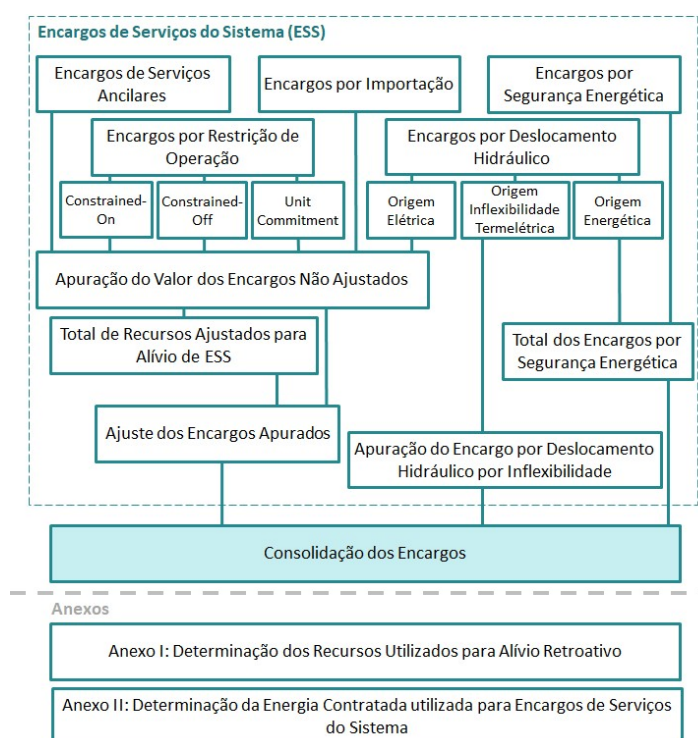 Encargos de Serviços do Sistema (ESS)
Encargos de Serviços
Ancilares
Encargos por Importação
Encargos por
Segurança Energética
Encargos por Restrição de
Operação
Encargos por Deslocamento
Hidráulico
Constrained-
On
Constrained-
Off
Unit
Commitment
Origem
Elétrica
Origem
Inflexibilidade
Termelétrica
Origem
Energética
Apuração do Valor dos Encargos Não Ajustados
Total de Recursos Ajustados para
Alívio de ESS
Total dos Encargos por
Segurança Energética
Ajuste dos Encargos Apurados
Apuração do Encargo por Deslocamento
Hidráulico por Inflexibilidade
Consolidação dos Encargos
Anexos
Anexo I: Determinação dos Recursos Utilizados para Alívio Retroativo
Anexo II: Determinação da Energia Contratada utilizada para Encargos de Serviços
do Sistema